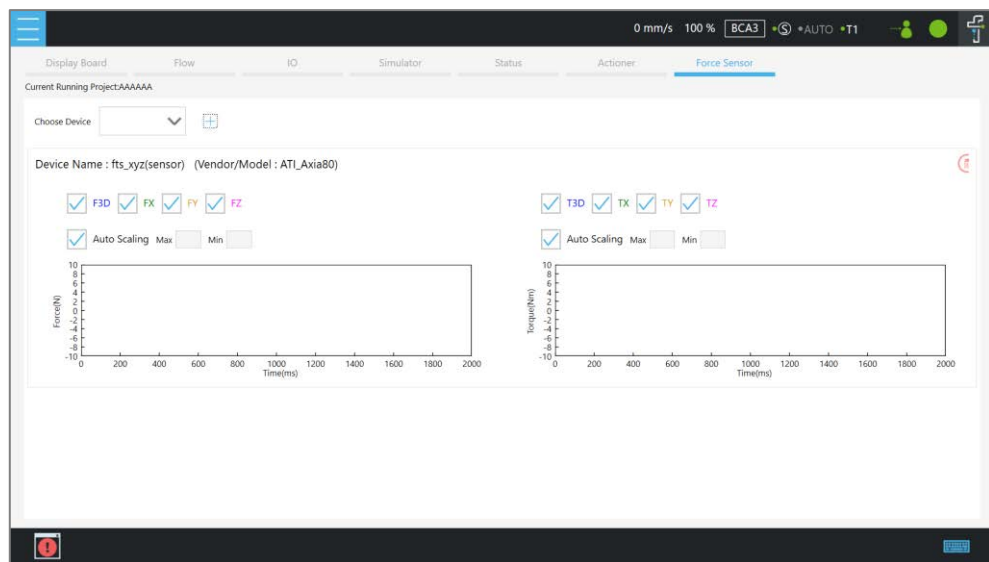 0 mm/s 100 % BCA3 S AUTO T1
Display Board Flow IO Simulator Status Actioner Force Sensor
Current Running Project:AAAAAA
Choose Device
Device Name : fts_xyz(sensor) (Vendor/Model : ATI_Axia80)
F3D FX FY FZ
T3D TX TY TZ
Auto Scaling Max Min
Auto Scaling Max Min
Force(N)
10
8
6
4
2
0
-2
-4
-6
-8
-10
0 200 400 600 800 1000 1200 1400 1600 1800 2000
Time(ms)
Torque(Nm)
10
8
6
4
2
0
-2
-4
-6
-8
-10
0 200 400 600 800 1000 1200 1400 1600 1800 2000
Time(ms)